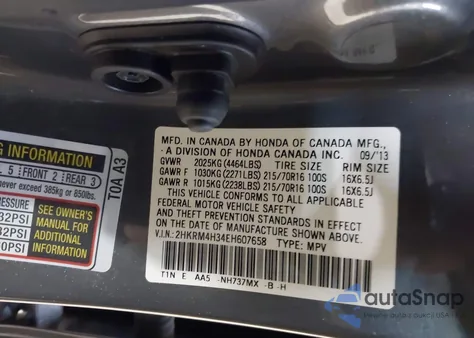 G INFORMATION
L 5 FRONT 2 REAR 3
never exceed 385kg or 850lbs.
PRESSURE
32PSI
32PSI
0PSI
SEE OWNER'S
MANUAL FOR
ADDITIONAL
INFORMATION
T0A A3
MFD. IN CANADA BY HONDA OF CANADA MFG.,
- A DIVISION OF HONDA CANADA INC. 09/'13
GVWR 2025KG (4464LBS) TIRE SIZE RIM SIZE
GAWR F 1030KG (2271LBS) 215/70R16 100S 16X6.5J
GAWR R 1015KG (2238LBS) 215/70R16 100S 16X6.5J
THIS VEHICLE CONFORMS TO ALL APPLICABLE
FEDERAL MOTOR VEHICLE SAFETY
AND THEFT PREVENTION STANDARDS IN EFFECT
ON THE DATE OF MANUFACTURE SHOWN ABOVE.
V.I.N.: 2HKRM4H34EH607658 TYPE: MPV
T1N E AA5 -NH737MX -B -H
autoSnap